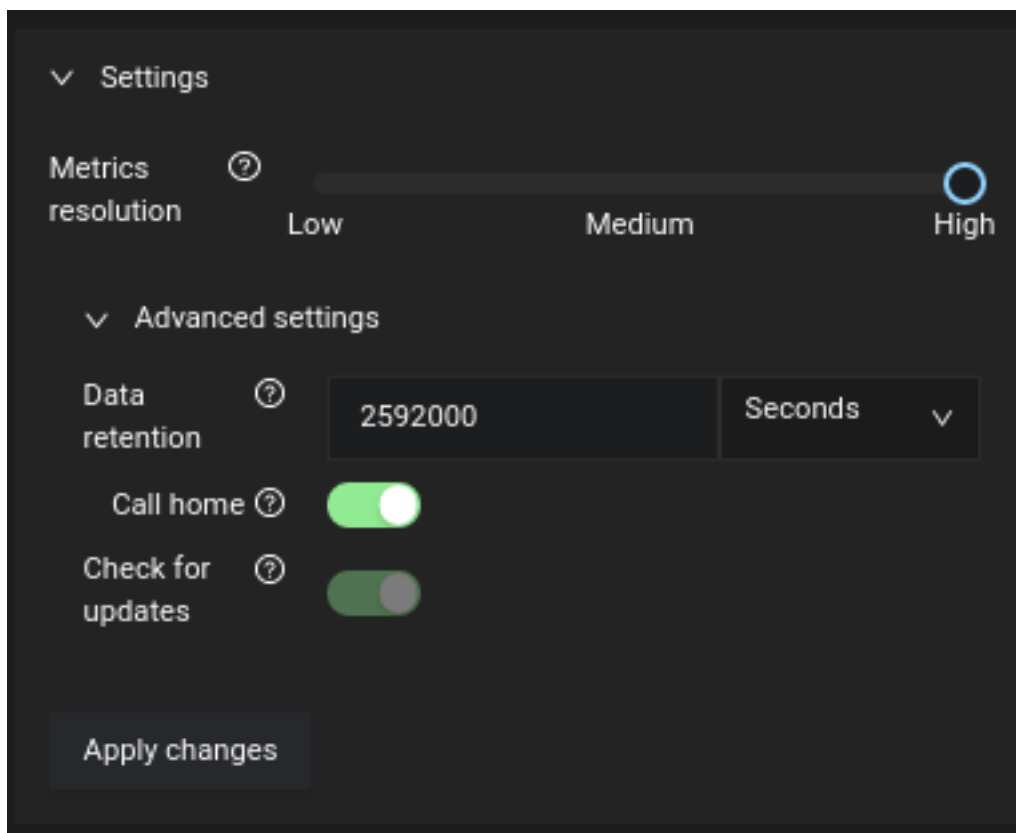 Settings
Metrics
resolution
Low Medium High
Advanced settings
Data
retention
2592000 Seconds
Call home
Check for
updates
Apply changes